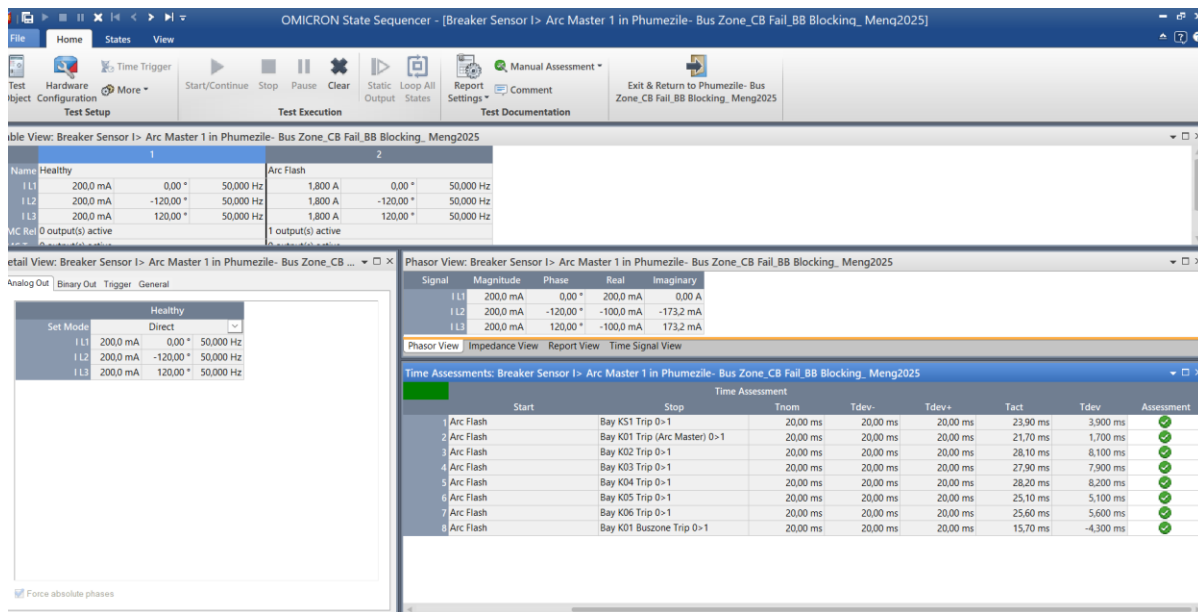 OMICRON State Sequencer - [Breaker Sensor I> Arc Master 1 in Phumezile- Bus Zone_CB Fail_BB Blocking_ Meng2025]
File Home States View
Test Object
Hardware Configuration
Time Trigger
More
Test Setup
Start/Continue Stop Pause Clear
Static Output
Loop All States
Test Execution
Report Settings
Manual Assessment
Comment
Test Documentation
Exit & Return to Phumezile- Bus
Zone_CB Fail_BB Blocking_ Meng2025
able View: Breaker Sensor I> Arc Master 1 in Phumezile- Bus Zone_CB Fail_BB Blocking_ Meng2025
1 2
Name Healthy Arc Flash
I L1 200,0 mA 0,00 ° 50,000 Hz 1,800 A 0,00 ° 50,000 Hz
I L2 200,0 mA -120,00 ° 50,000 Hz 1,800 A -120,00 ° 50,000 Hz
I L3 200,0 mA 120,00 ° 50,000 Hz 1,800 A 120,00 ° 50,000 Hz
MC Rel 0 output(s) active 1 output(s) active
etail View: Breaker Sensor I> Arc Master 1 in Phumezile- Bus Zone_CB ...
Analog Out Binary Out Trigger General
Healthy
Set Mode Direct
I L1 200,0 mA 0,00 ° 50,000 Hz
I L2 200,0 mA -120,00 ° 50,000 Hz
I L3 200,0 mA 120,00 ° 50,000 Hz
Force absolute phases
Phasor View: Breaker Sensor I> Arc Master 1 in Phumezile- Bus Zone_CB Fail_BB Blocking_ Meng2025
Signal Magnitude Phase Real Imaginary
I L1 200,0 mA 0,00 ° 200,0 mA 0,00 A
I L2 200,0 mA -120,00 ° -100,0 mA -173,2 mA
I L3 200,0 mA 120,00 ° -100,0 mA 173,2 mA
Phasor View Impedance View Report View Time Signal View
Time Assessments: Breaker Sensor I> Arc Master 1 in Phumezile- Bus Zone_CB Fail_BB Blocking_ Meng2025
Time Assessment
Start Stop Tnom Tdev- Tdev+ Tact Tdev Assessment
1 Arc Flash Bay KS1 Trip 0>1 20,00 ms 20,00 ms 20,00 ms 23,90 ms 3,900 ms
2 Arc Flash Bay K01 Trip (Arc Master) 0>1 20,00 ms 20,00 ms 20,00 ms 21,70 ms 1,700 ms
3 Arc Flash Bay K02 Trip 0>1 20,00 ms 20,00 ms 20,00 ms 28,10 ms 8,100 ms
4 Arc Flash Bay K03 Trip 0>1 20,00 ms 20,00 ms 20,00 ms 27,90 ms 7,900 ms
5 Arc Flash Bay K04 Trip 0>1 20,00 ms 20,00 ms 20,00 ms 28,20 ms 8,200 ms
6 Arc Flash Bay K05 Trip 0>1 20,00 ms 20,00 ms 20,00 ms 25,10 ms 5,100 ms
7 Arc Flash Bay K06 Trip 0>1 20,00 ms 20,00 ms 20,00 ms 25,60 ms 5,600 ms
8 Arc Flash Bay K01 Buszone Trip 0>1 20,00 ms 20,00 ms 20,00 ms 15,70 ms -4,300 ms